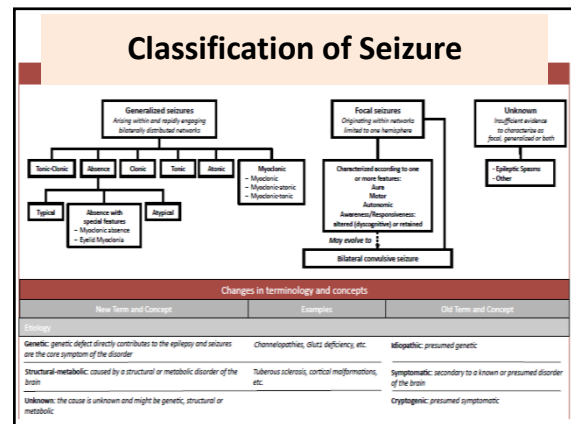 Classification of Seizure
Generalized seizures
Arising within and rapidly engaging
bilaterally distributed networks
Focal seizures
Originating within networks
limited to one hemisphere
Unknown
Insufficient evidence
to characterize as
focal, generalized or both
Tonic-Clonic
Absence
Clonic
Tonic
Atonic
Myoclonic
– Myoclonic
– Myoclonic-atonic
– Myoclonic-tonic
Characterized according to one
or more features:
Aura
Motor
Autonomic
Awareness/Responsiveness:
altered (dyscognitive) or retained
- Epileptic Spasms
- Other
Typical
Absence with
special features
– Myoclonic absence
– Eyelid Myoclonia
Atypical
May evolve to
Bilateral convulsive seizure
Changes in terminology and concepts
New Term and Concept
Examples
Old Term and Concept
Etiology
Genetic: genetic defect directly contributes to the epilepsy and seizures
are the core symptom of the disorder
Channelopathies, Glut1 deficiency, etc.
Idiopathic: presumed genetic
Structural-metabolic: caused by a structural or metabolic disorder of the
brain
Tuberous sclerosis, cortical malformations,
etc.
Symptomatic: secondary to a known or presumed disorder
of the brain
Unknown: the cause is unknown and might be genetic, structural or
metabolic
Cryptogenic: presumed symptomatic